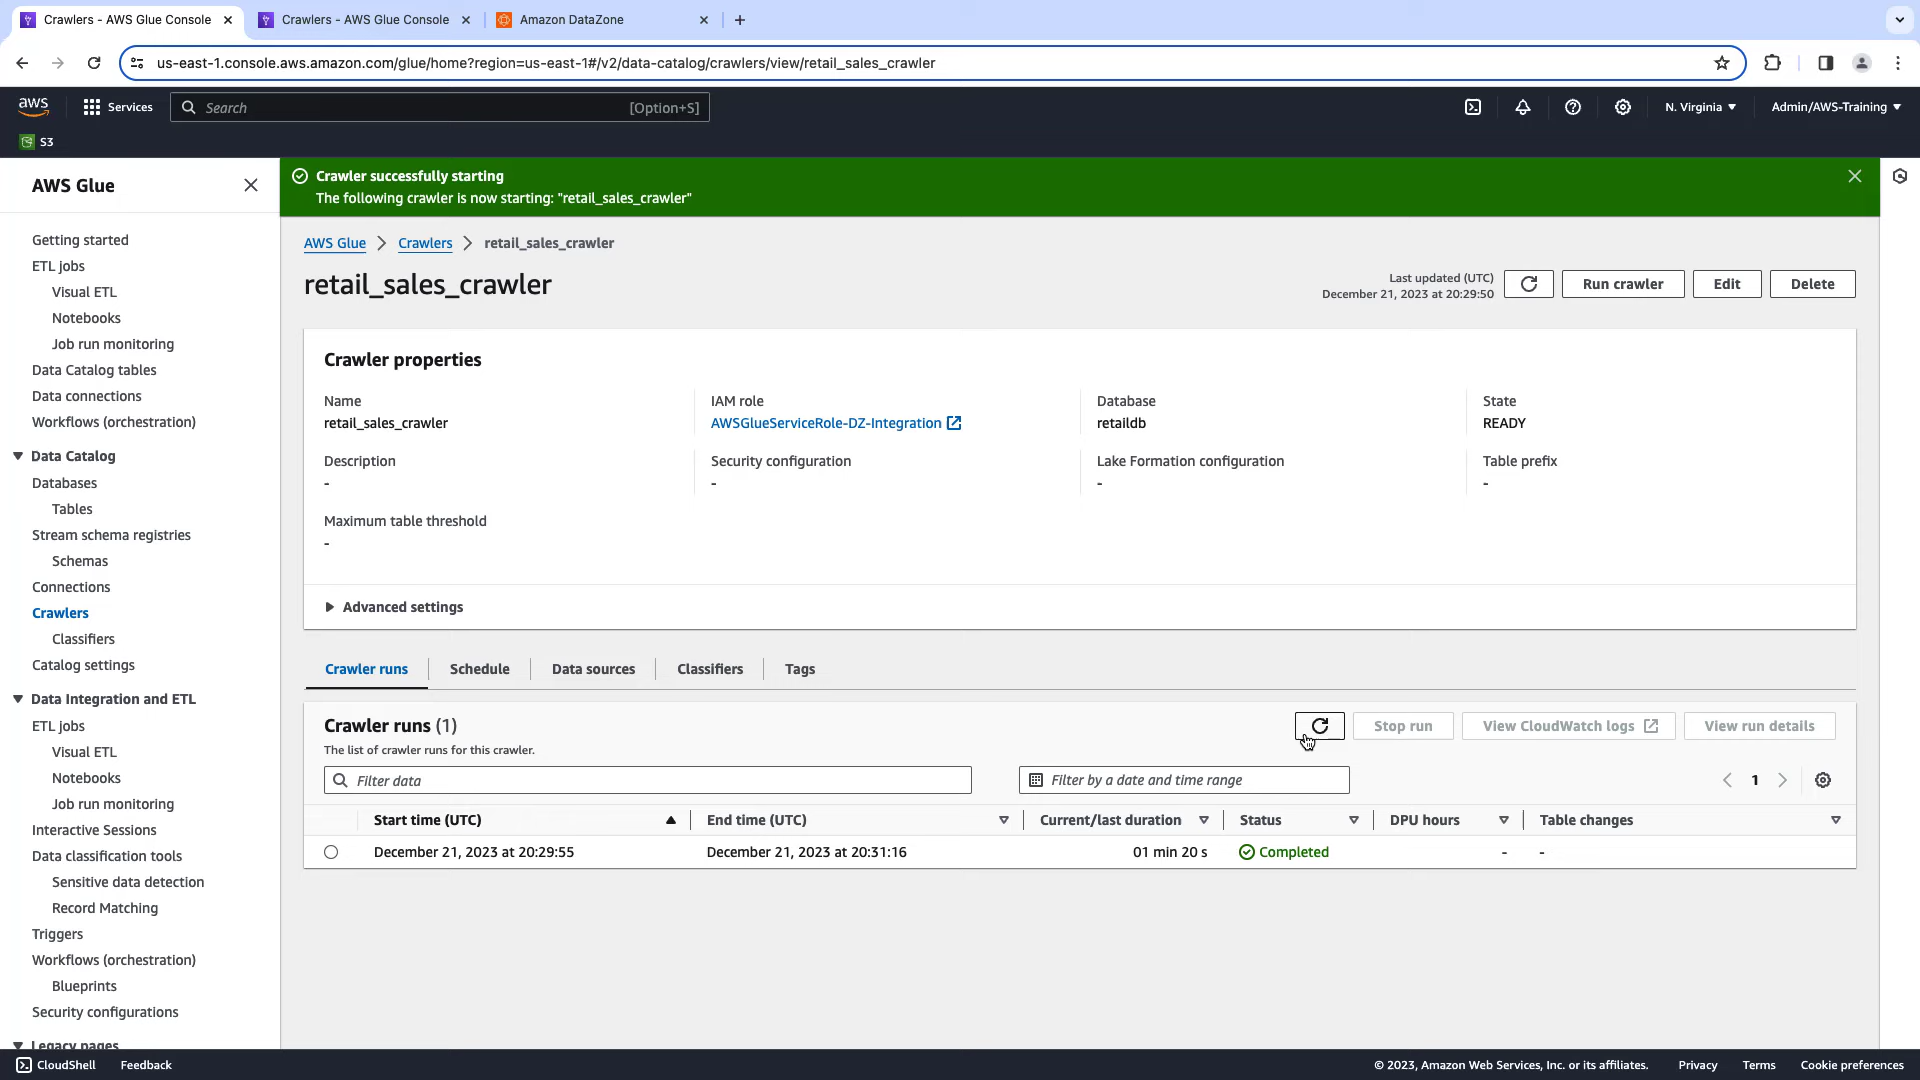 Crawlers - AWS Glue Console
Crawlers - AWS Glue Console
Amazon DataZone
us-east-1.console.aws.amazon.com/glue/home?region=us-east-1#/v2/data-catalog/crawlers/view/retail_sales_crawler
aws
Services
Search
[Option+S]
N. Virginia
Admin/AWS-Training
S3
AWS Glue
Getting started
ETL jobs
Visual ETL
Notebooks
Job run monitoring
Data Catalog tables
Data connections
Workflows (orchestration)
Data Catalog
Databases
Tables
Stream schema registries
Schemas
Connections
Crawlers
Classifiers
Catalog settings
Data Integration and ETL
ETL jobs
Visual ETL
Notebooks
Job run monitoring
Interactive Sessions
Data classification tools
Sensitive data detection
Record Matching
Triggers
Workflows (orchestration)
Blueprints
Security configurations
Legacy pages
Crawler successfully starting
The following crawler is now starting: "retail_sales_crawler"
AWS Glue
Crawlers
retail_sales_crawler
retail_sales_crawler
Last updated (UTC)
December 21, 2023 at 20:29:50
Run crawler
Edit
Delete
Crawler properties
Name
retail_sales_crawler
IAM role
AWSGlueServiceRole-DZ-Integration
Database
retaildb
State
READY
Description
-
Security configuration
-
Lake Formation configuration
-
Table prefix
-
Maximum table threshold
-
Advanced settings
Crawler runs
Schedule
Data sources
Classifiers
Tags
Crawler runs (1)
The list of crawler runs for this crawler.
Stop run
View CloudWatch logs
View run details
Filter data
Filter by a date and time range
1
Start time (UTC)
End time (UTC)
Current/last duration
Status
DPU hours
Table changes
December 21, 2023 at 20:29:55
December 21, 2023 at 20:31:16
01 min 20 s
Completed
-
-
CloudShell
Feedback
© 2023, Amazon Web Services, Inc. or its affiliates.
Privacy
Terms
Cookie preferences